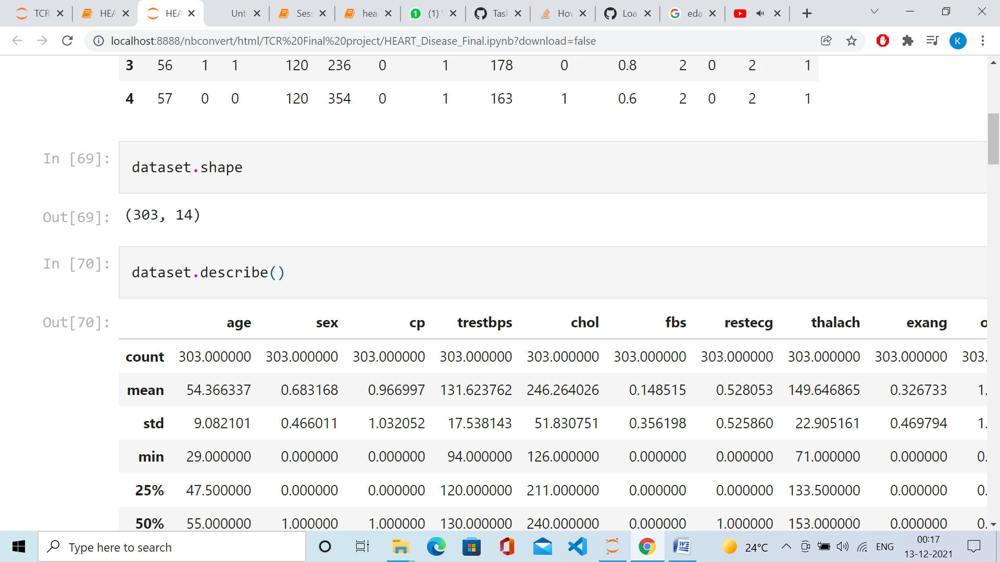 TCR HEA HEA Unt Sess hea (1) Task How Loa eda
localhost:8888/nbconvert/html/TCR%20Final%20project/HEART_Disease_Final.ipynb?download=false K
3 56 1 1 120 236 0 1 178 0 0.8 2 0 2 1
4 57 0 0 120 354 0 1 163 1 0.6 2 0 2 1
In [69]: dataset.shape
Out[69]: (303, 14)
In [70]: dataset.describe()
Out[70]: age sex cp trestbps chol fbs restecg thalach exang o
count 303.000000 303.000000 303.000000 303.000000 303.000000 303.000000 303.000000 303.000000 303.000000 303.
mean 54.366337 0.683168 0.966997 131.623762 246.264026 0.148515 0.528053 149.646865 0.326733 1.
std 9.082101 0.466011 1.032052 17.538143 51.830751 0.356198 0.525860 22.905161 0.469794 1.
min 29.000000 0.000000 0.000000 94.000000 126.000000 0.000000 0.000000 71.000000 0.000000 0.
25% 47.500000 0.000000 0.000000 120.000000 211.000000 0.000000 0.000000 133.500000 0.000000 0.
50% 55.000000 1.000000 1.000000 130.000000 240.000000 0.000000 1.000000 153.000000 0.000000 0.
Type here to search 24°C ENG 00:17
13-12-2021